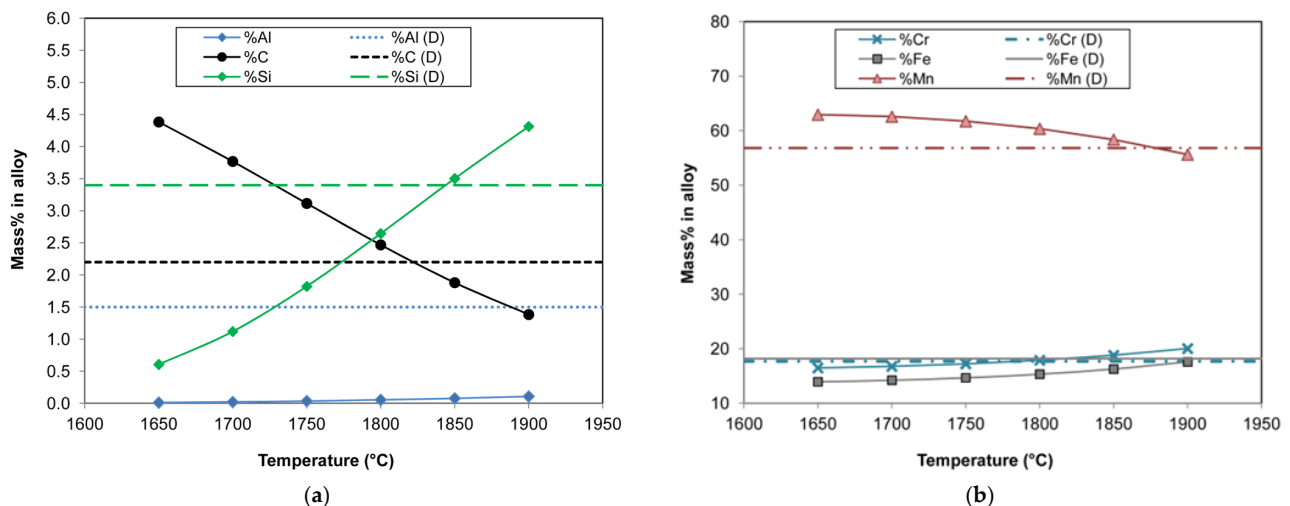 6.0
5.5
5.0
4.5
4.0
3.5
3.0
2.5
2.0
1.5
1.0
0.5
0.0
Mass% in alloy
%Al %Al (D)
%C %C (D)
%Si %Si (D)
1600 1650 1700 1750 1800 1850 1900 1950
Temperature (°C)
(a)
80
70
60
50
40
30
20
10
Mass% in alloy
%Cr %Cr (D)
%Fe %Fe (D)
%Mn %Mn (D)
1600 1650 1700 1750 1800 1850 1900 1950
Temperature (°C)
(b)